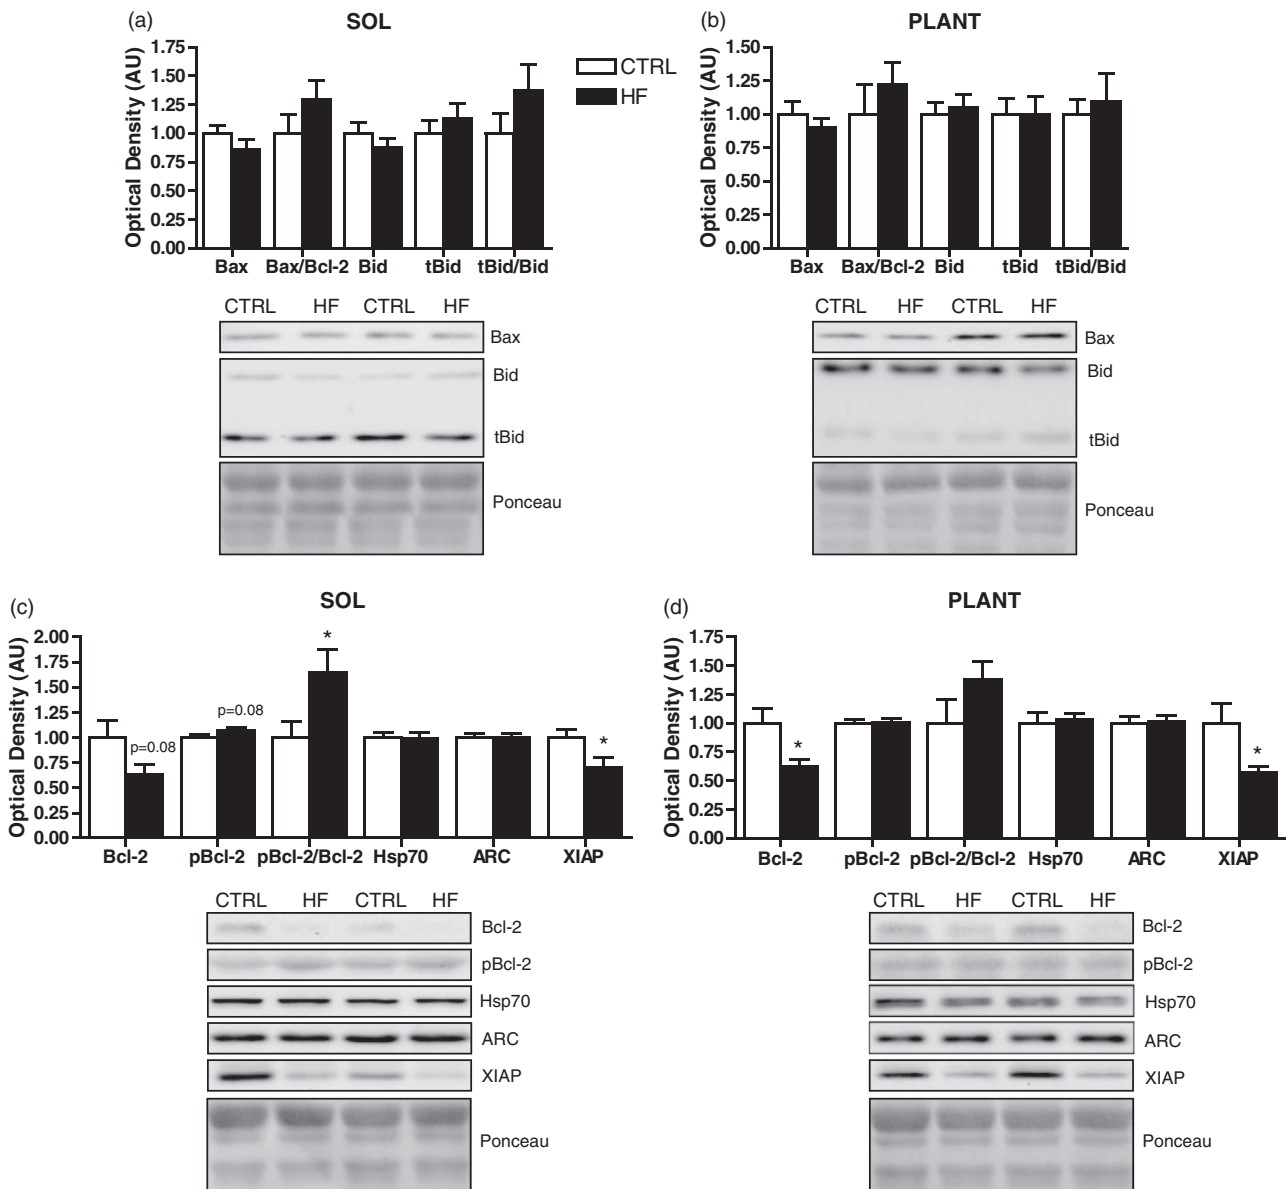 (a)
SOL
Optical Density (AU)
1.75
1.50
1.25
1.00
0.75
0.50
0.25
0.00
Bax Bax/Bcl-2 Bid tBid tBid/Bid
CTRL
HF
CTRL HF CTRL HF
Bax
Bid
tBid
Ponceau
(b)
PLANT
Optical Density (AU)
1.50
1.25
1.00
0.75
0.50
0.25
0.00
Bax Bax/Bcl-2 Bid tBid tBid/Bid
CTRL HF CTRL HF
Bax
Bid
tBid
Ponceau
(c)
SOL
Optical Density (AU)
2.00
1.75
1.50
1.25
1.00
0.75
0.50
0.25
0.00
p=0.08
p=0.08
*
*
Bcl-2 pBcl-2 pBcl-2/Bcl-2 Hsp70 ARC XIAP
CTRL HF CTRL HF
Bcl-2
pBcl-2
Hsp70
ARC
XIAP
Ponceau
(d)
PLANT
Optical Density (AU)
1.75
1.50
1.25
1.00
0.75
0.50
0.25
0.00
*
*
Bcl-2 pBcl-2 pBcl-2/Bcl-2 Hsp70 ARC XIAP
CTRL HF CTRL HF
Bcl-2
pBcl-2
Hsp70
ARC
XIAP
Ponceau